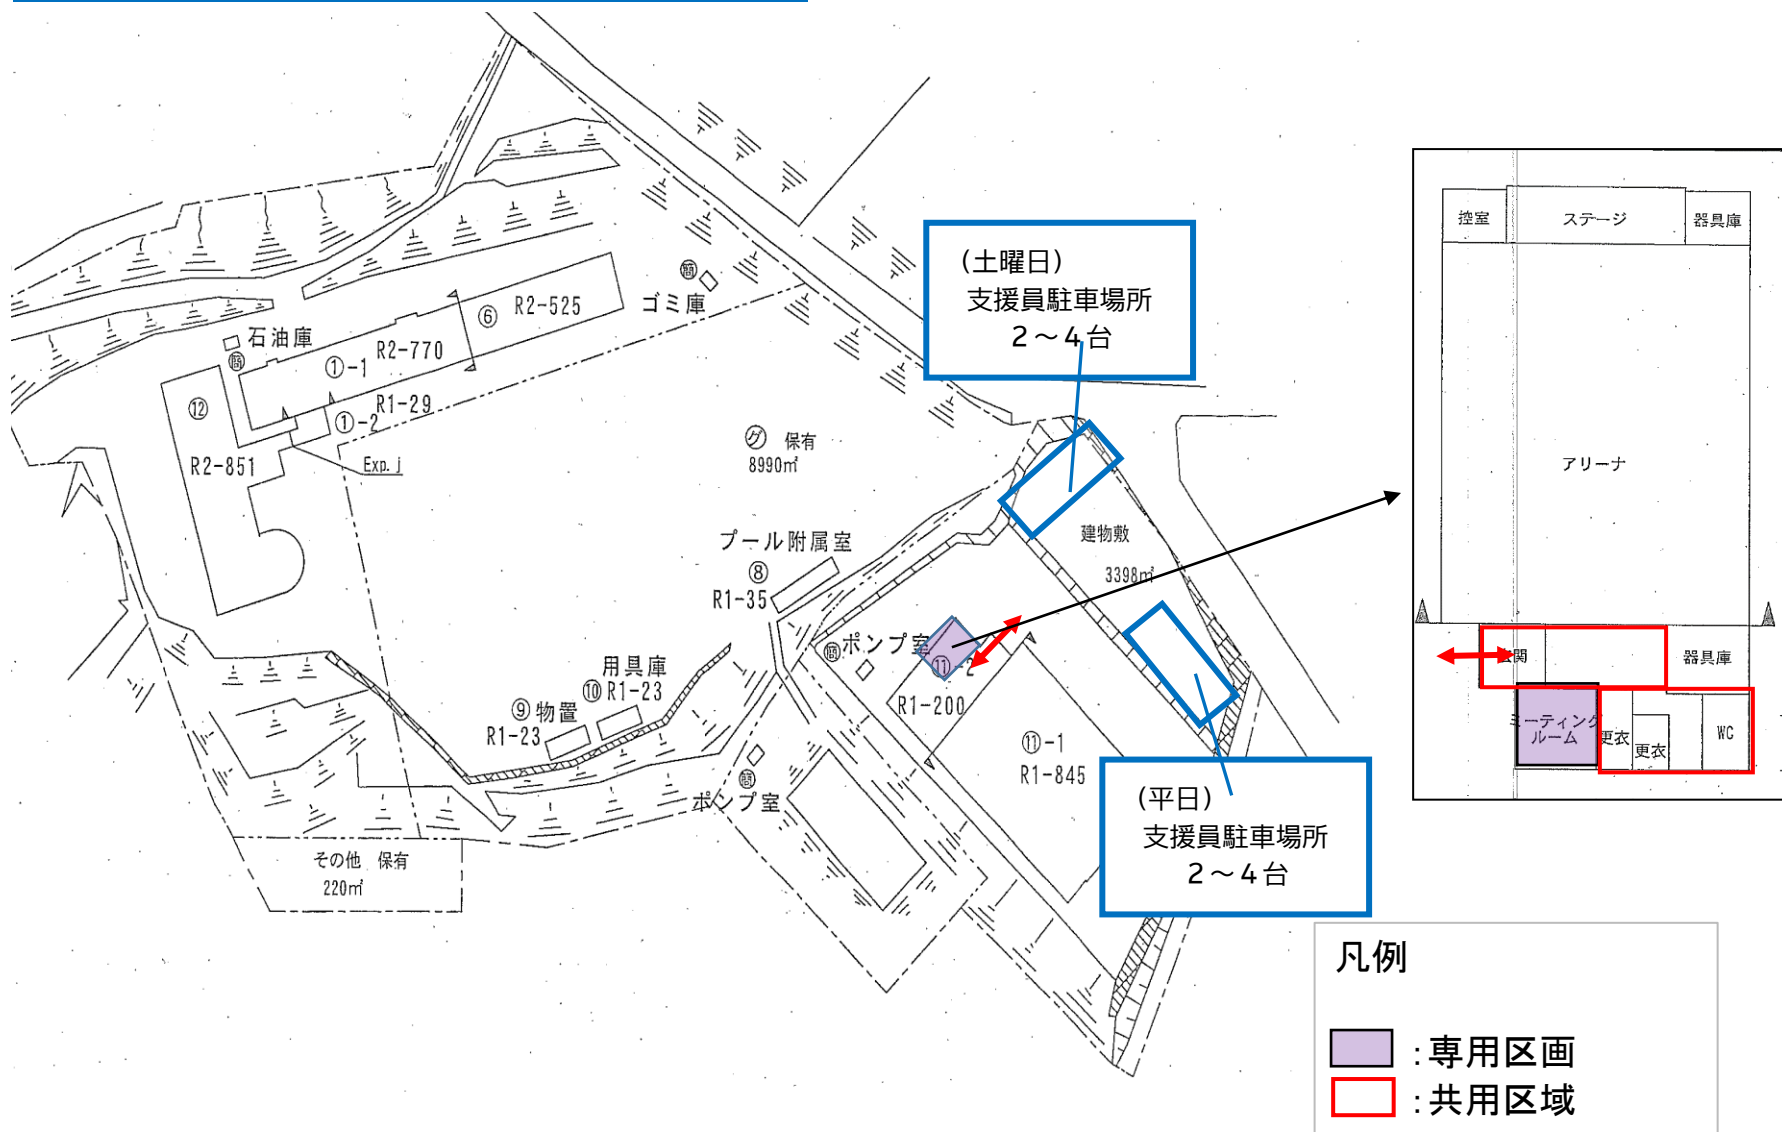 (土曜日)
支援員駐車場所
2～4台
控室
ステージ
器具庫
簡
ゴミ庫
⑥
R2-525
石油庫
簡
R2-770
①-1
R1-29
⑫
①-2
R2-851
Exp. j
グ 保有
8990㎡
アリーナ
建物敷
3398㎡
プール附属室
⑧
R1-35
簡
ポンプ室
⑪-2
R1-200
用具庫
⑩ R1-23
⑨ 物置
R1-23
簡
ポンプ室
⑪-1
R1-845
玄関
器具庫
ミーティング
ルーム
更衣
更衣
WC
(平日)
支援員駐車場所
2～4台
その他 保有
220㎡
凡例
:専用区画
:共用区域